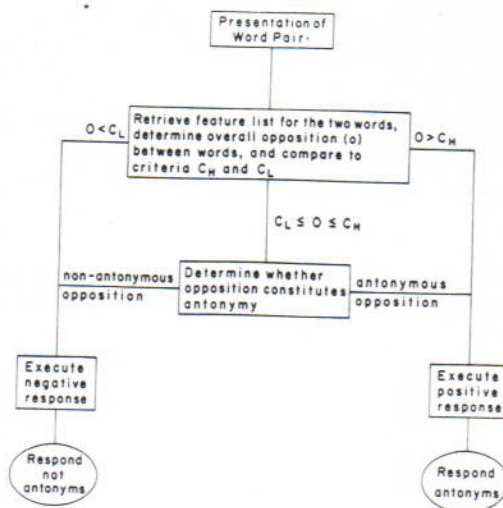 Presentation of
Word Pair-
Retrieve feature list for the two words,
determine overall opposition (o)
between words, and compare to
criteria C_H and C_L
O < C_L
O > C_H
C_L ≤ O ≤ C_H
Determine whether
opposition constitutes
antonymy
non-antonymous
opposition
antonymous
opposition
Execute
negative
response
Execute
positive
response
Respond
not
antonyms
Respond
antonyms